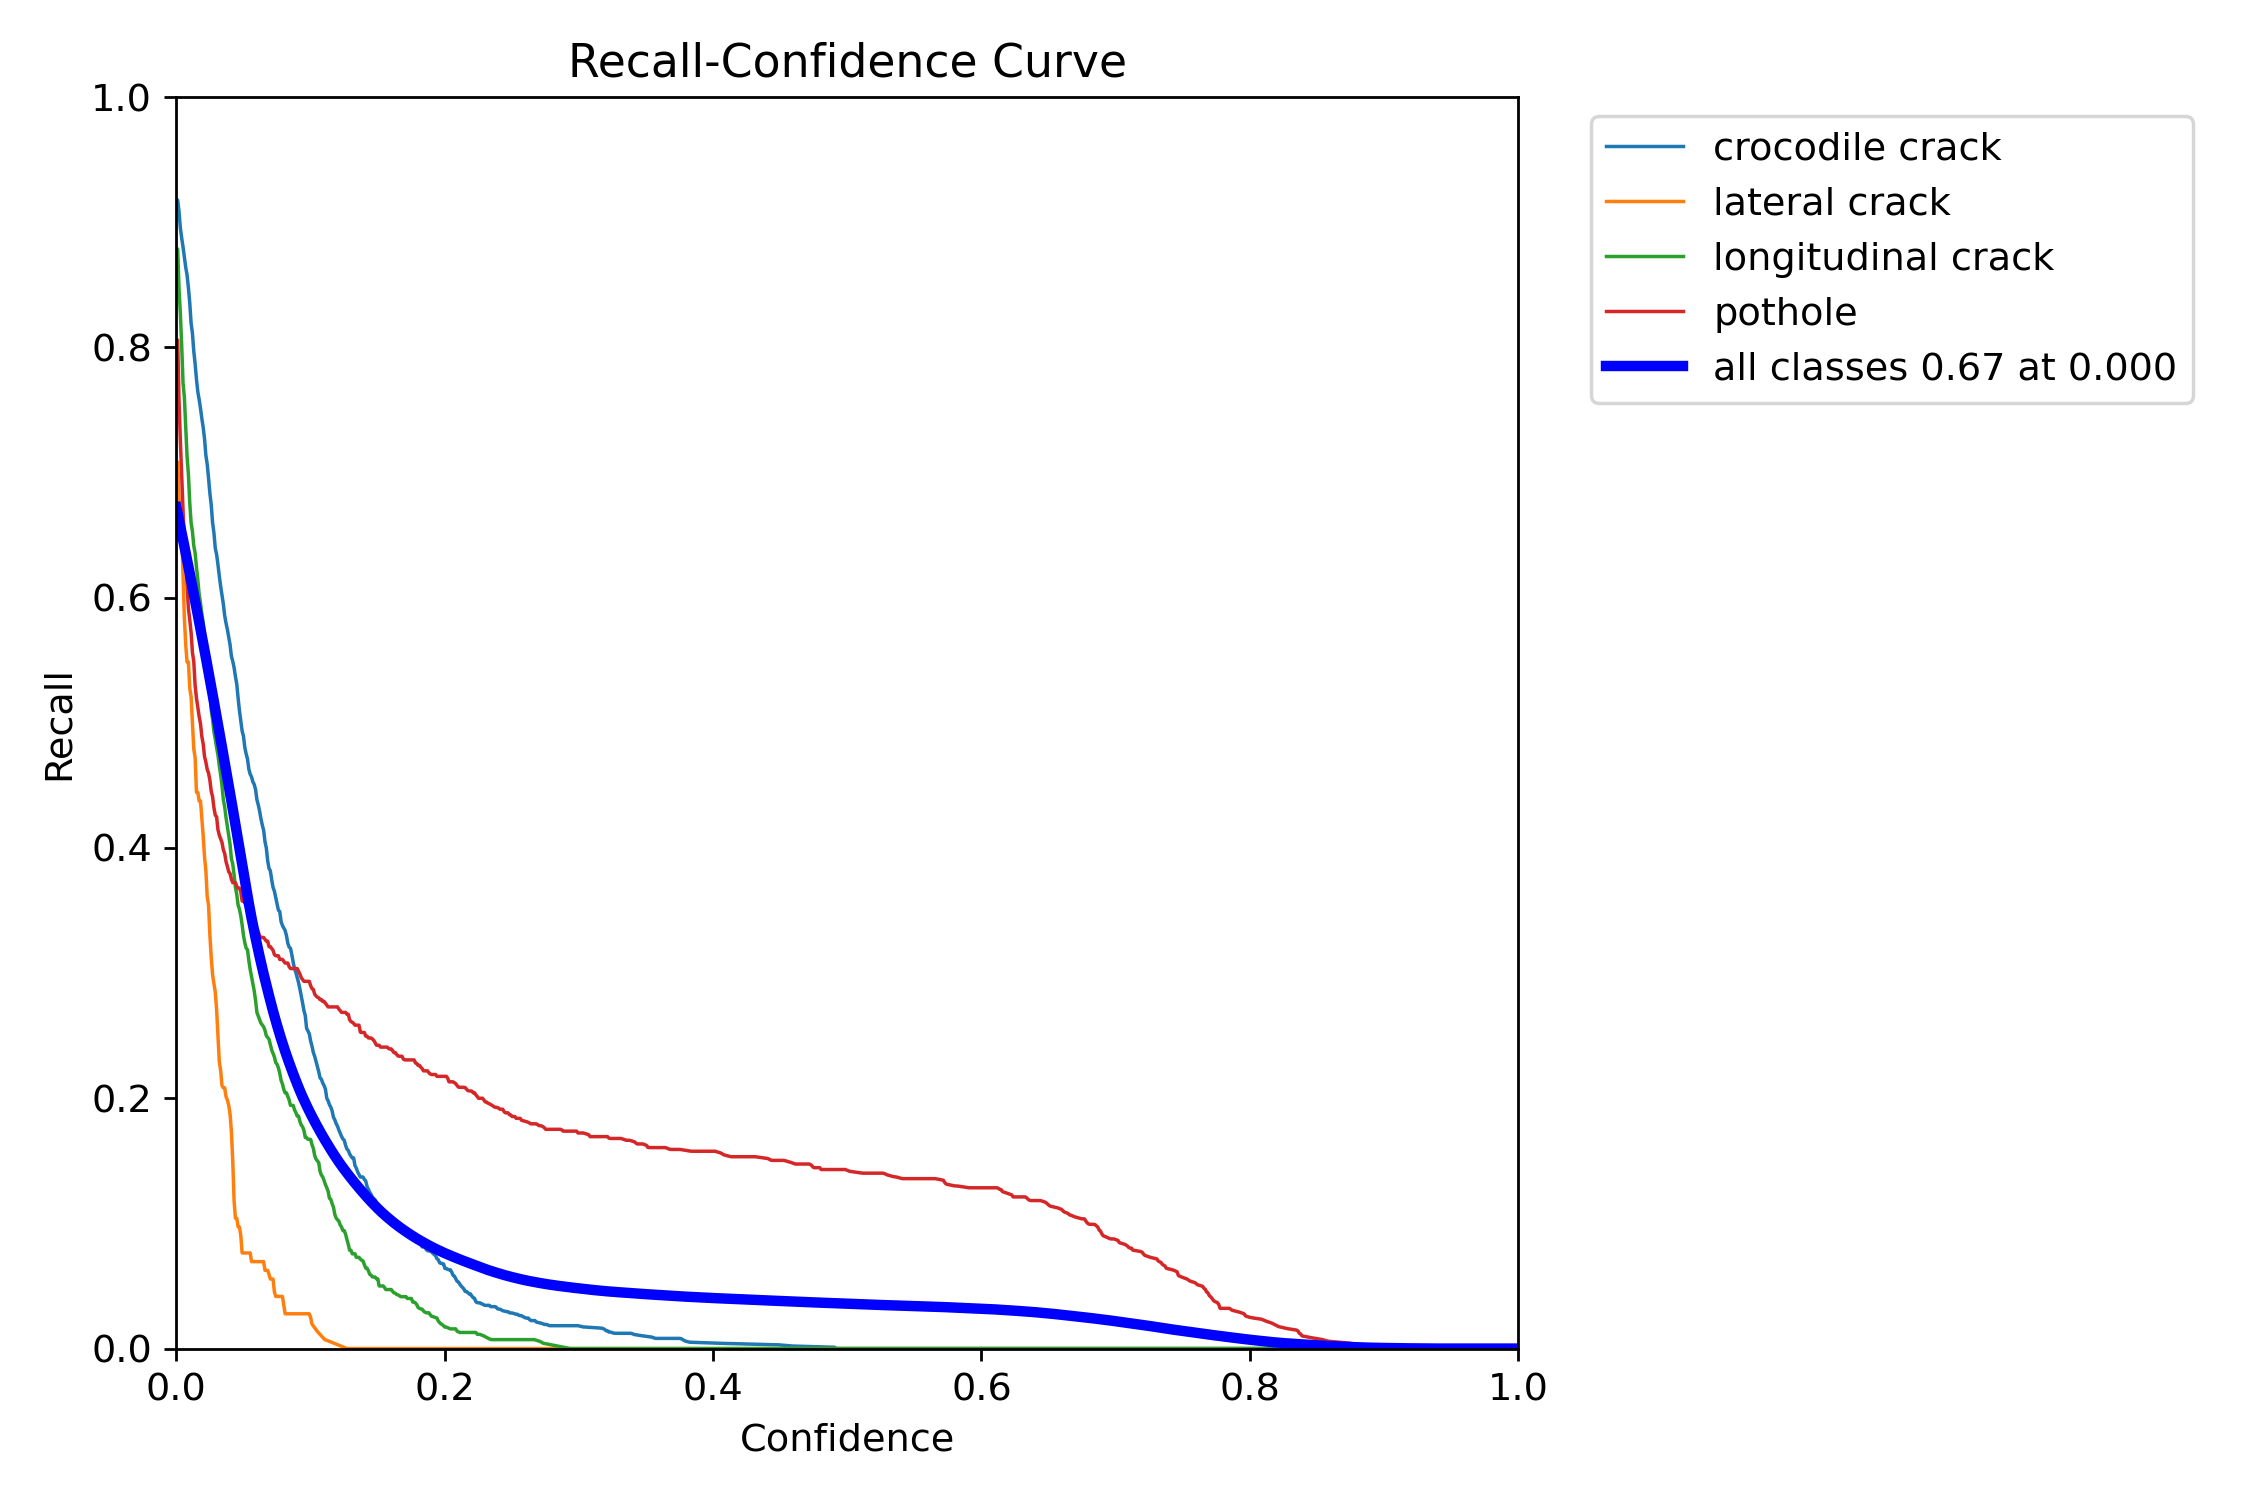 Recall-Confidence Curve
1.0
0.8
0.6
0.4
0.2
0.0
Recall
0.0 0.2 0.4 0.6 0.8 1.0
Confidence
crocodile crack
lateral crack
longitudinal crack
pothole
all classes 0.67 at 0.000